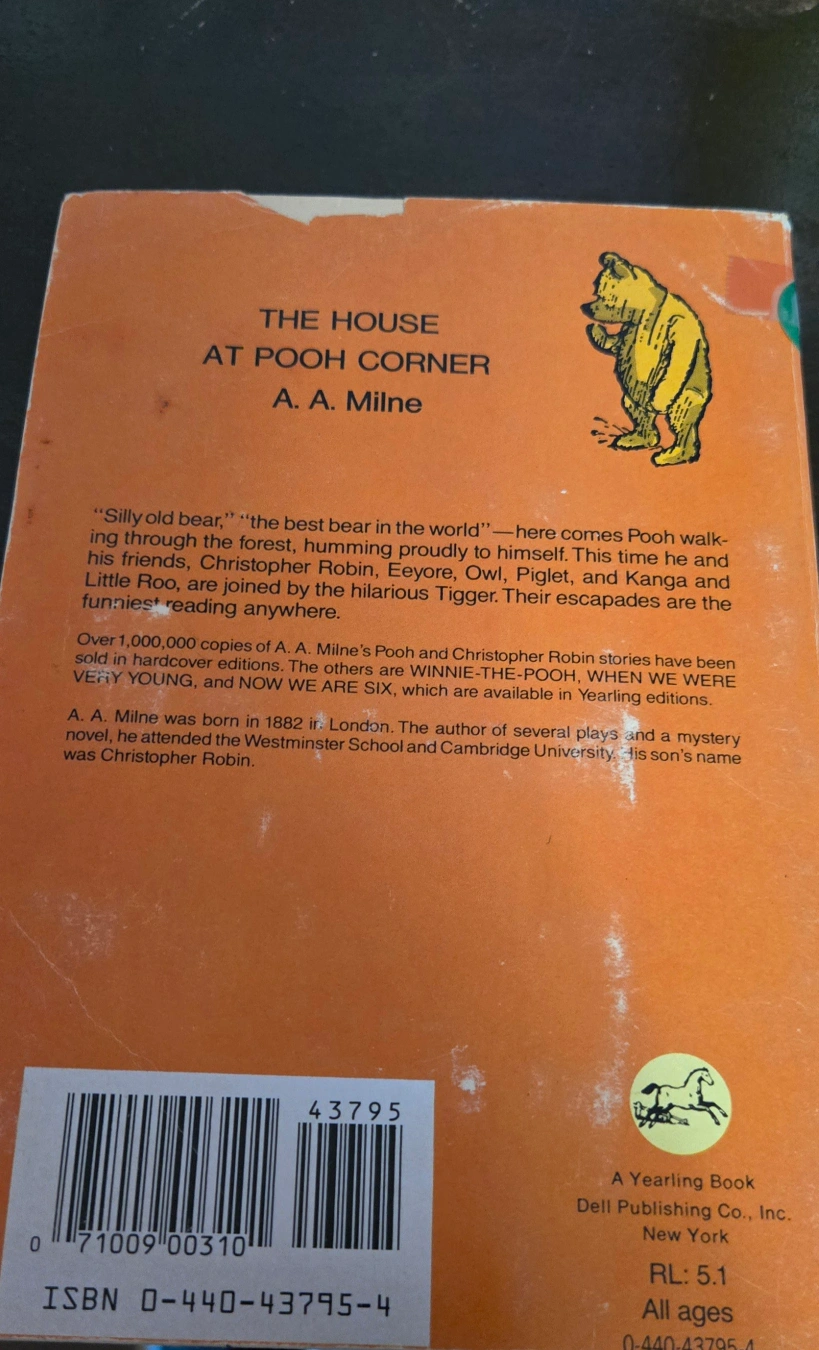 THE HOUSE
AT POOH CORNER
A. A. Milne
“Silly old bear,” “the best bear in the world”—here comes Pooh walk-
ing through the forest, humming proudly to himself. This time he and
his friends, Christopher Robin, Eeyore, Owl, Piglet, and Kanga and
Little Roo, are joined by the hilarious Tigger. Their escapades are the
funniest reading anywhere.
Over 1,000,000 copies of A. A. Milne’s Pooh and Christopher Robin stories have been
sold in hardcover editions. The others are WINNIE-THE-POOH, WHEN WE WERE
VERY YOUNG, and NOW WE ARE SIX, which are available in Yearling editions.
A. A. Milne was born in 1882 in London. The author of several plays and a mystery
novel, he attended the Westminster School and Cambridge University. His son’s name
was Christopher Robin.
43795
0 71009 00310
ISBN 0-440-43795-4
A Yearling Book
Dell Publishing Co., Inc.
New York
RL: 5.1
All ages
0-440-43795-4